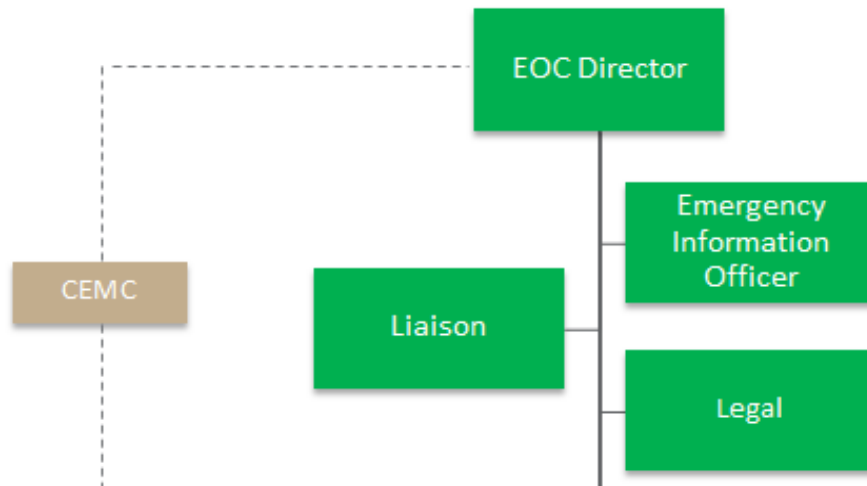 EOC Director
Emergency
Information
Officer
CEMC
Liaison
Legal